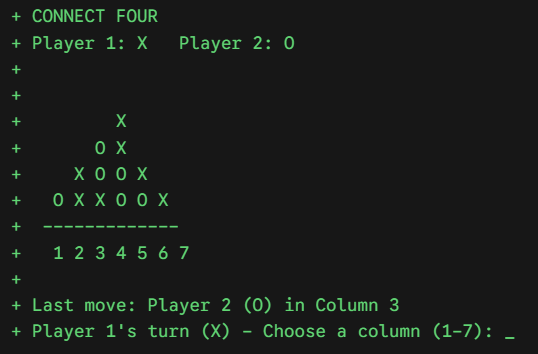 + CONNECT FOUR
+ Player 1: X   Player 2: O
+
+
+         X
+       O X
+     X O O X
+   O X X O O X
+  -------------
+   1 2 3 4 5 6 7
+
+ Last move: Player 2 (O) in Column 3
+ Player 1's turn (X) - Choose a column (1-7): _